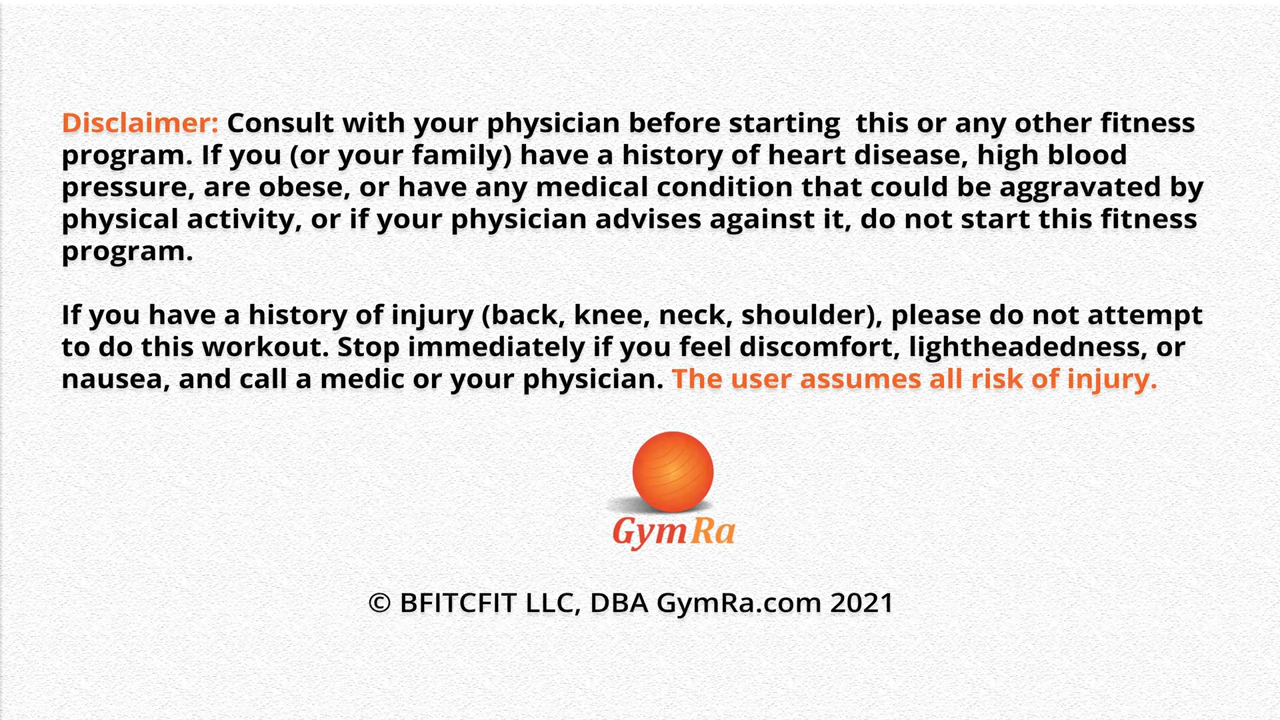 Disclaimer: Consult with your physician before starting  this or any other fitness
program. If you (or your family) have a history of heart disease, high blood
pressure, are obese, or have any medical condition that could be aggravated by
physical activity, or if your physician advises against it, do not start this fitness
program.
If you have a history of injury (back, knee, neck, shoulder), please do not attempt
to do this workout. Stop immediately if you feel discomfort, lightheadedness, or
nausea, and call a medic or your physician. The user assumes all risk of injury.
GymRa
© BFITCFIT LLC, DBA GymRa.com 2021